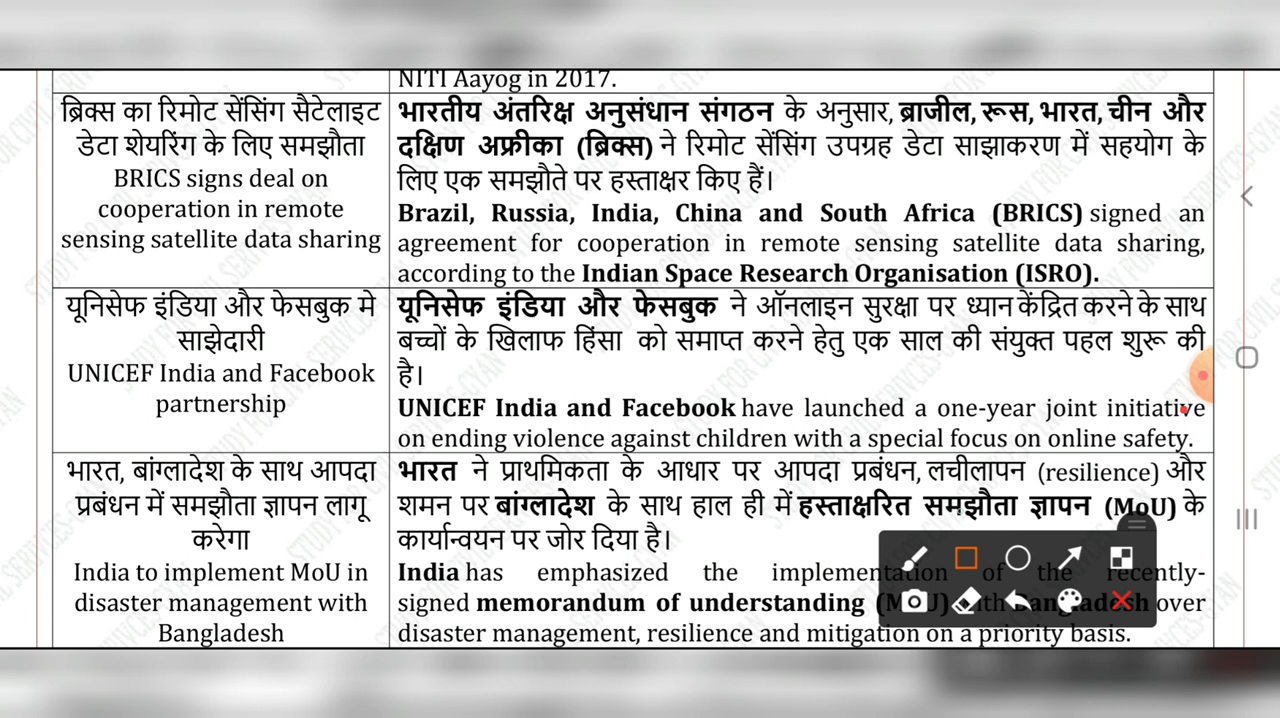 NITI Aayog in 2017.
ब्रिक्स का रिमोट सेंसिंग सैटेलाइट
डेटा शेयरिंग के लिए समझौता
BRICS signs deal on
cooperation in remote
sensing satellite data sharing
भारतीय अंतरिक्ष अनुसंधान संगठन के अनुसार, ब्राजील, रूस, भारत, चीन और
दक्षिण अफ्रीका (ब्रिक्स) ने रिमोट सेंसिंग उपग्रह डेटा साझाकरण में सहयोग के
लिए एक समझौते पर हस्ताक्षर किए हैं।
Brazil, Russia, India, China and South Africa (BRICS) signed an
agreement for cooperation in remote sensing satellite data sharing,
according to the Indian Space Research Organisation (ISRO).
यूनिसेफ इंडिया और फेसबुक मे
साझेदारी
UNICEF India and Facebook
partnership
यूनिसेफ इंडिया और फेसबुक ने ऑनलाइन सुरक्षा पर ध्यान केंद्रित करने के साथ
बच्चों के खिलाफ हिंसा को समाप्त करने हेतु एक साल की संयुक्त पहल शुरू की
है।
UNICEF India and Facebook have launched a one-year joint initiative
on ending violence against children with a special focus on online safety.
भारत, बांग्लादेश के साथ आपदा
प्रबंधन में समझौता ज्ञापन लागू
करेगा
India to implement MoU in
disaster management with
Bangladesh
भारत ने प्राथमिकता के आधार पर आपदा प्रबंधन, लचीलापन (resilience) और
शमन पर बांग्लादेश के साथ हाल ही में हस्ताक्षरित समझौता ज्ञापन (MoU) के
कार्यान्वयन पर जोर दिया है।
India has emphasized the implementation of the recently-
signed memorandum of understanding (MoU) with Bangladesh over
disaster management, resilience and mitigation on a priority basis.